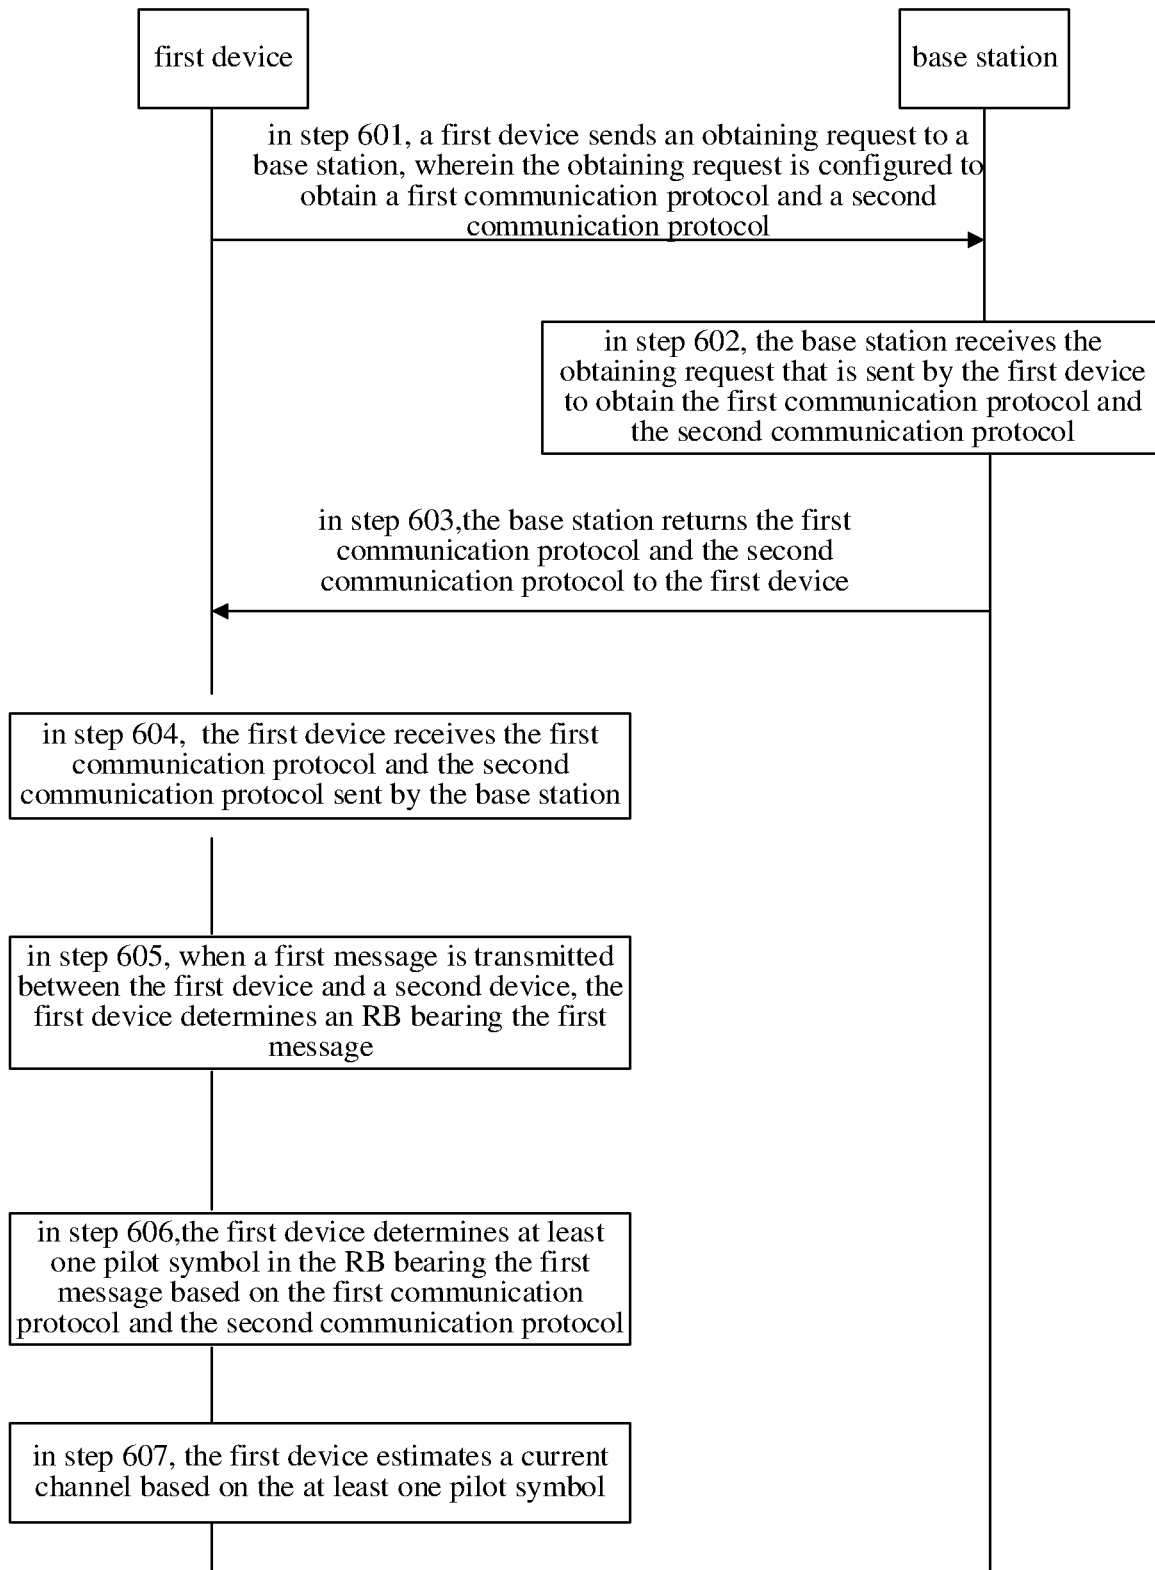 first device
base station
in step 601, a first device sends an obtaining request to a
base station, wherein the obtaining request is configured to
obtain a first communication protocol and a second
communication protocol
in step 602, the base station receives the
obtaining request that is sent by the first device
to obtain the first communication protocol and
the second communication protocol
in step 603,the base station returns the first
communication protocol and the second
communication protocol to the first device
in step 604,  the first device receives the first
communication protocol and the second
communication protocol sent by the base station
in step 605, when a first message is transmitted
between the first device and a second device, the
first device determines an RB bearing the first
message
in step 606,the first device determines at least
one pilot symbol in the RB bearing the first
message based on the first communication
protocol and the second communication protocol
in step 607, the first device estimates a current
channel based on the at least one pilot symbol